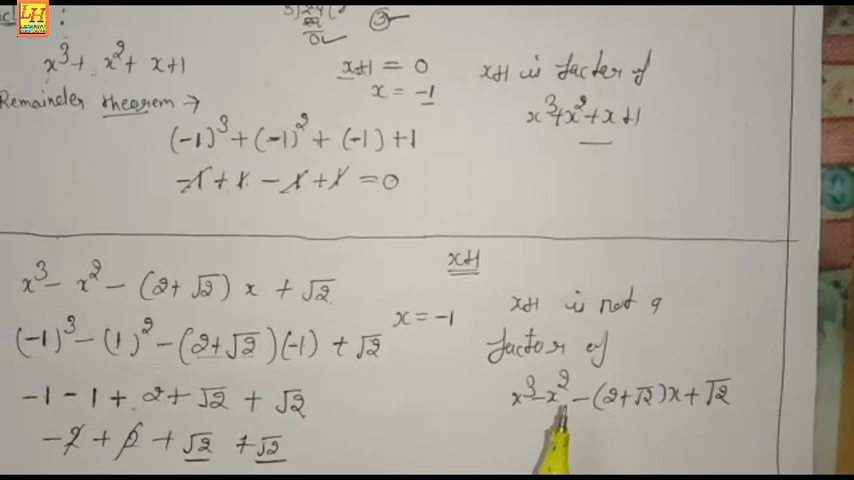 LH
3
0
x³ + x² + x+1
x+1 = 0
x+1 is factor of
x = -1
Remainder theorem →
x³+x²+x+1
(-1)³ + (-1)² + (-1) +1
-1 + 1 - 1 + 1 = 0
x+1
x³ - x² - (2+√2) x + √2
x+1 is not a
x = -1
(-1)³ - (1)² - (2+√2)(-1) + √2
factor of
-1 - 1 + 2 + √2 + √2
x³-x² - (2+√2)x + √2
-2 + 2 + √2 + √2